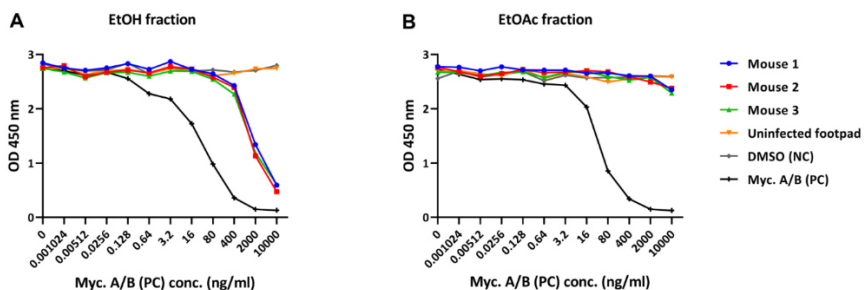 A
EtOH fraction
3
2
1
0
OD 450 nm
0
0.001024
0.00512
0.0256
0.128
0.64
3.2
16
80
400
2000
10000
Myc. A/B (PC) conc. (ng/ml)
B
EtOAc fraction
3
2
1
0
OD 450 nm
0
0.001024
0.00512
0.0256
0.128
0.64
3.2
16
80
400
2000
10000
Myc. A/B (PC) conc. (ng/ml)
Mouse 1
Mouse 2
Mouse 3
Uninfected footpad
DMSO (NC)
Myc. A/B (PC)